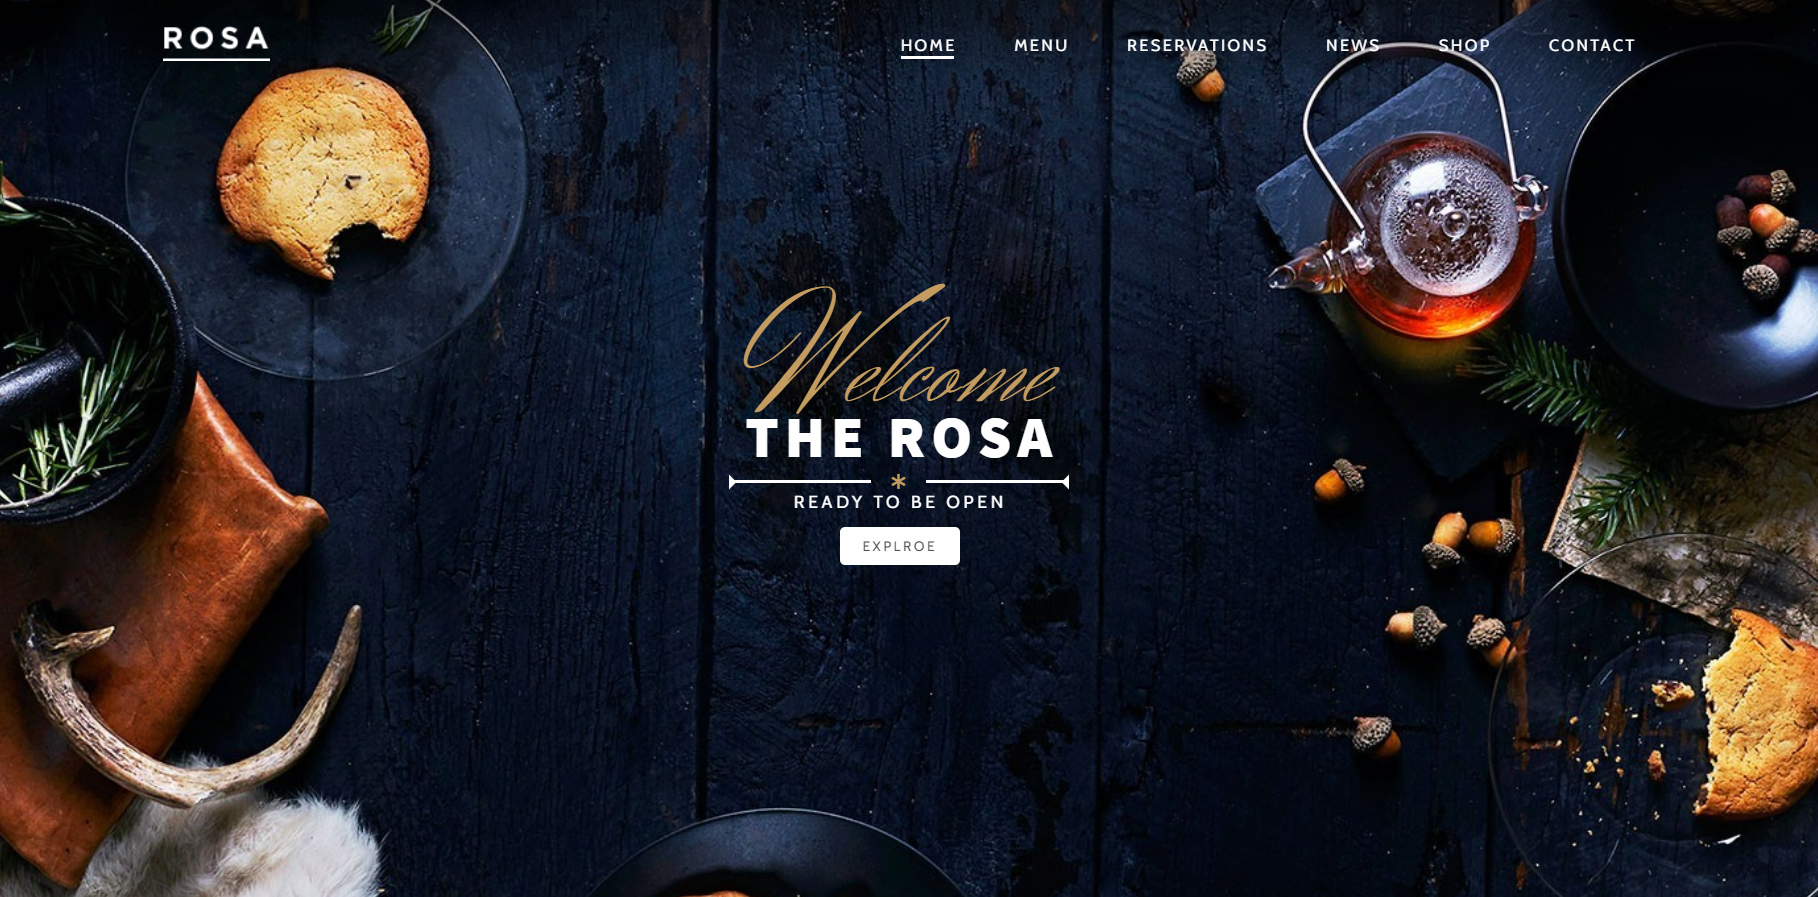 ROSA
HOME MENU RESERVATIONS NEWS SHOP CONTACT
Welcome
THE ROSA
READY TO BE OPEN
EXPLROE